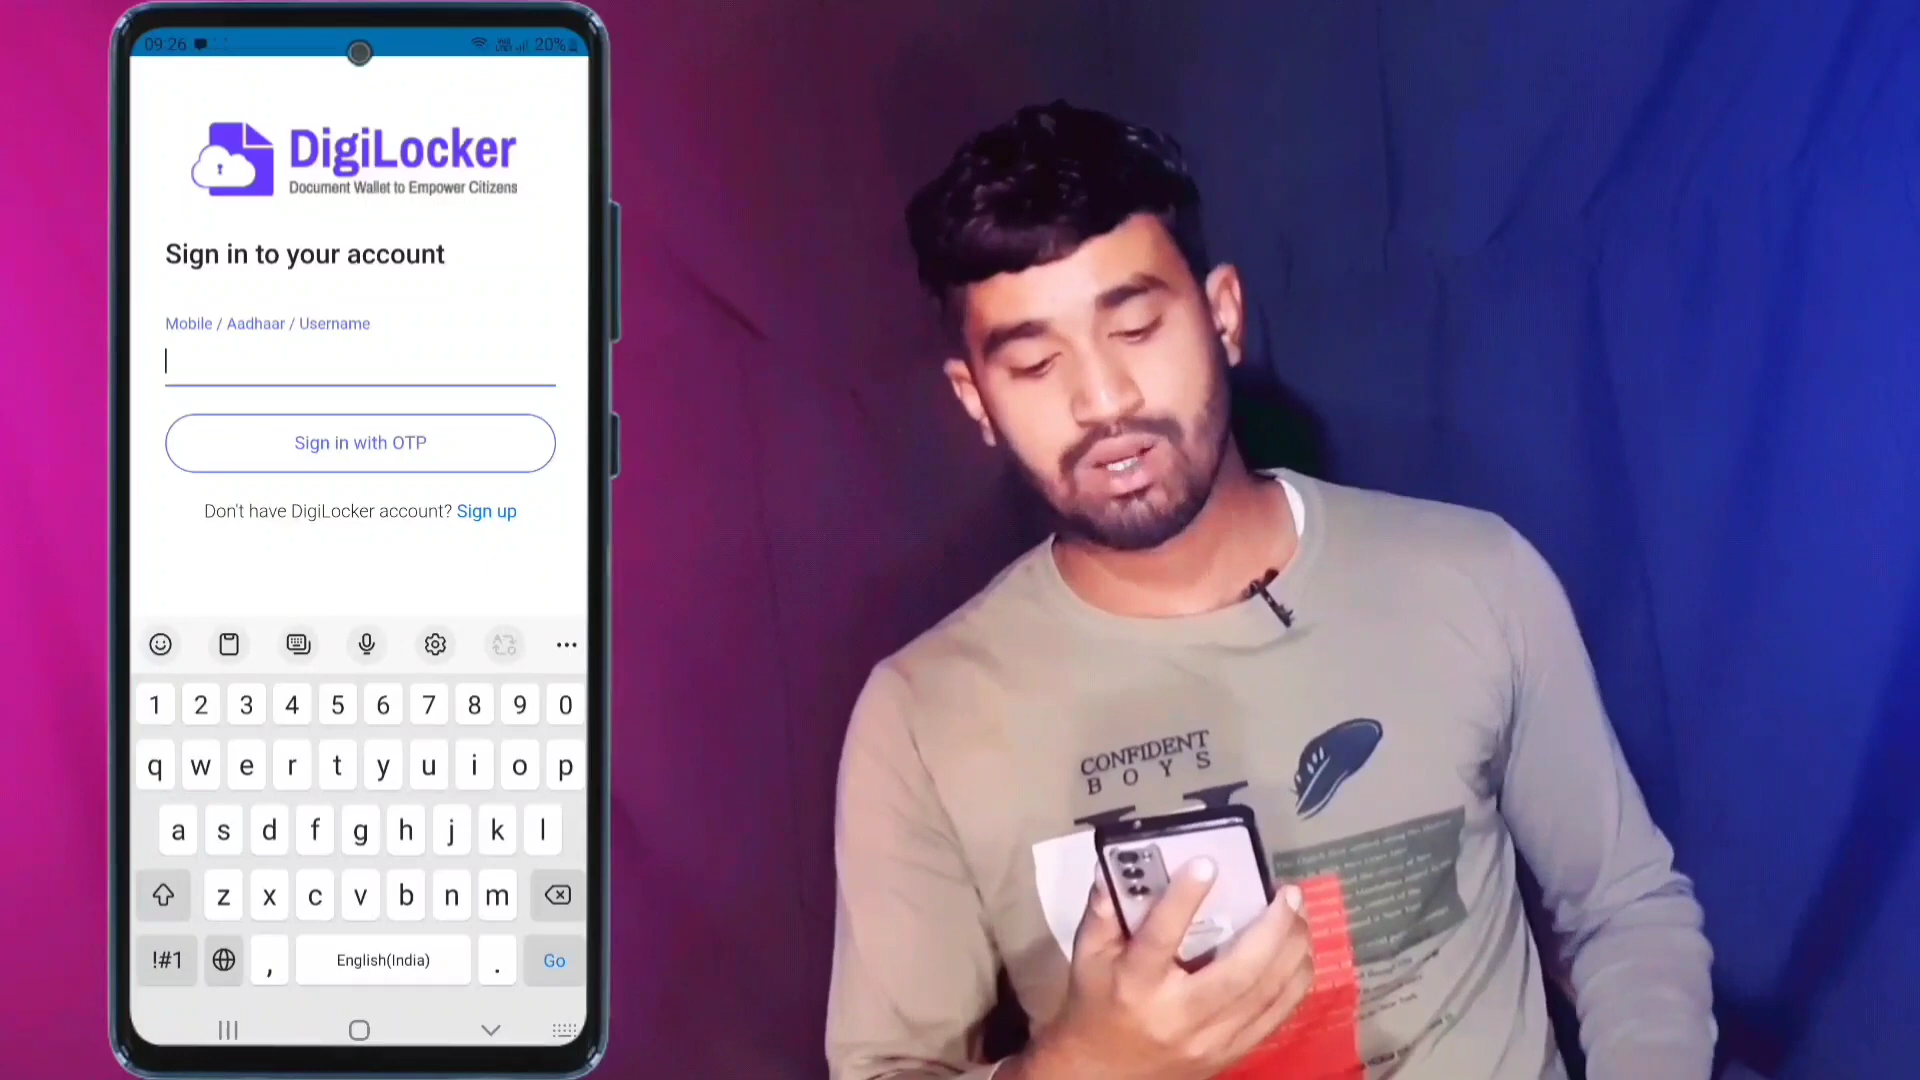 09:26
20%
DigiLocker
Document Wallet to Empower Citizens
Sign in to your account
Mobile / Aadhaar / Username
Sign in with OTP
Don't have DigiLocker account? Sign up
1 2 3 4 5 6 7 8 9 0
q w e r t y u i o p
a s d f g h j k l
z x c v b n m
!#1 , English(India) . Go
CONFIDENT
BOYS